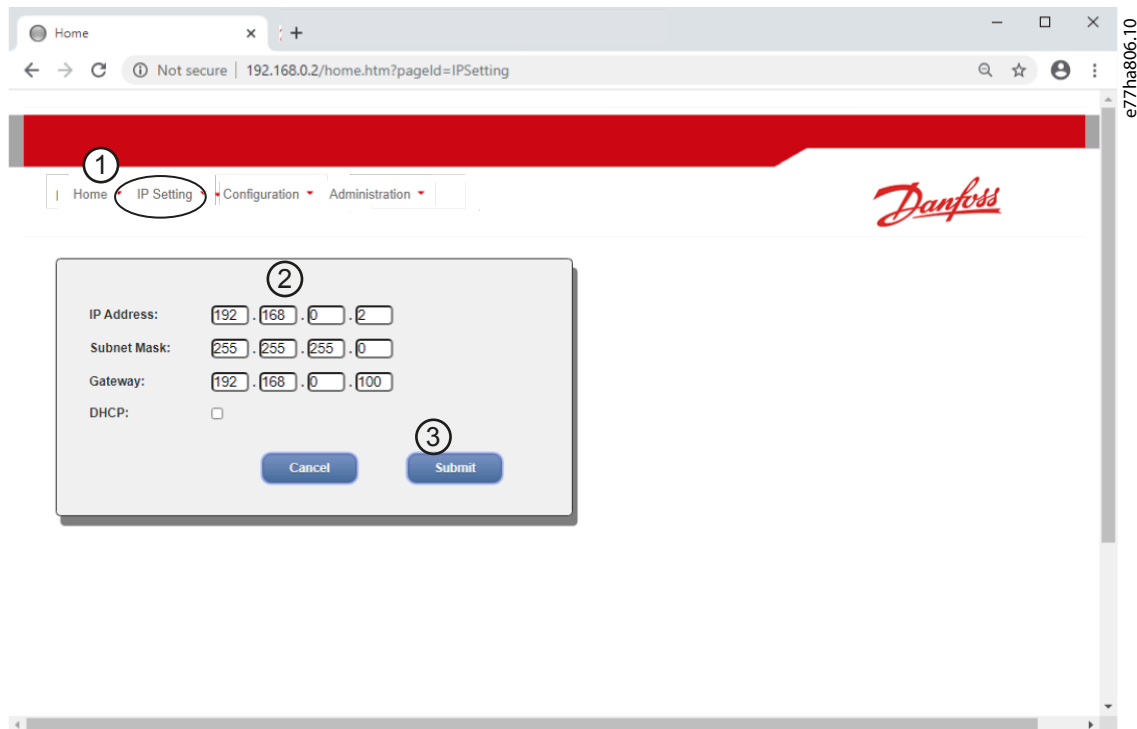 Home
Not secure | 192.168.0.2/home.htm?pageId=IPSetting
e77ha806.10
1
Home IP Setting Configuration Administration
Danfoss
2
IP Address: 192 . 168 . 0 . 2
Subnet Mask: 255 . 255 . 255 . 0
Gateway: 192 . 168 . 0 . 100
DHCP:
3
Cancel Submit